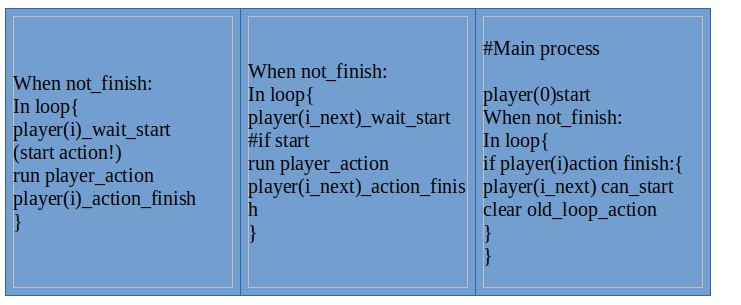 When not_finish:
In loop{
player(i)_wait_start
(start action!)
run player_action
player(i)_action_finish
}
When not_finish:
In loop{
player(i_next)_wait_start
#if start
run player_action
player(i_next)_action_finis
h
}
#Main process
player(0)start
When not_finish:
In loop{
if player(i)action finish:{
player(i_next) can_start
clear old_loop_action
}
}